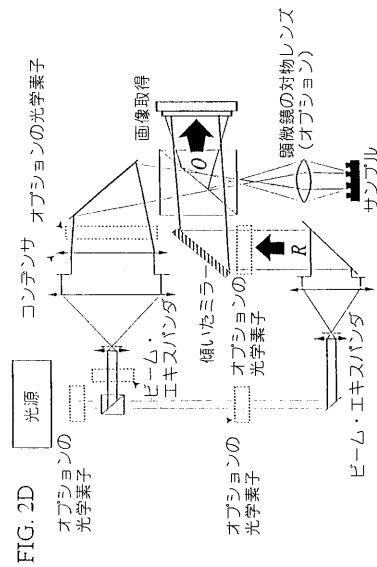 FIG. 2D
光源
オプションの
光学素子
ビーム・
エキスパンダ
コンデンサ
オプションの光学素子
画像取得
O
傾いたミラー
オプションの
光学素子
R
オプションの
光学素子
ビーム・エキスパンダ
顕微鏡の対物レンズ
(オプション)
サンプル